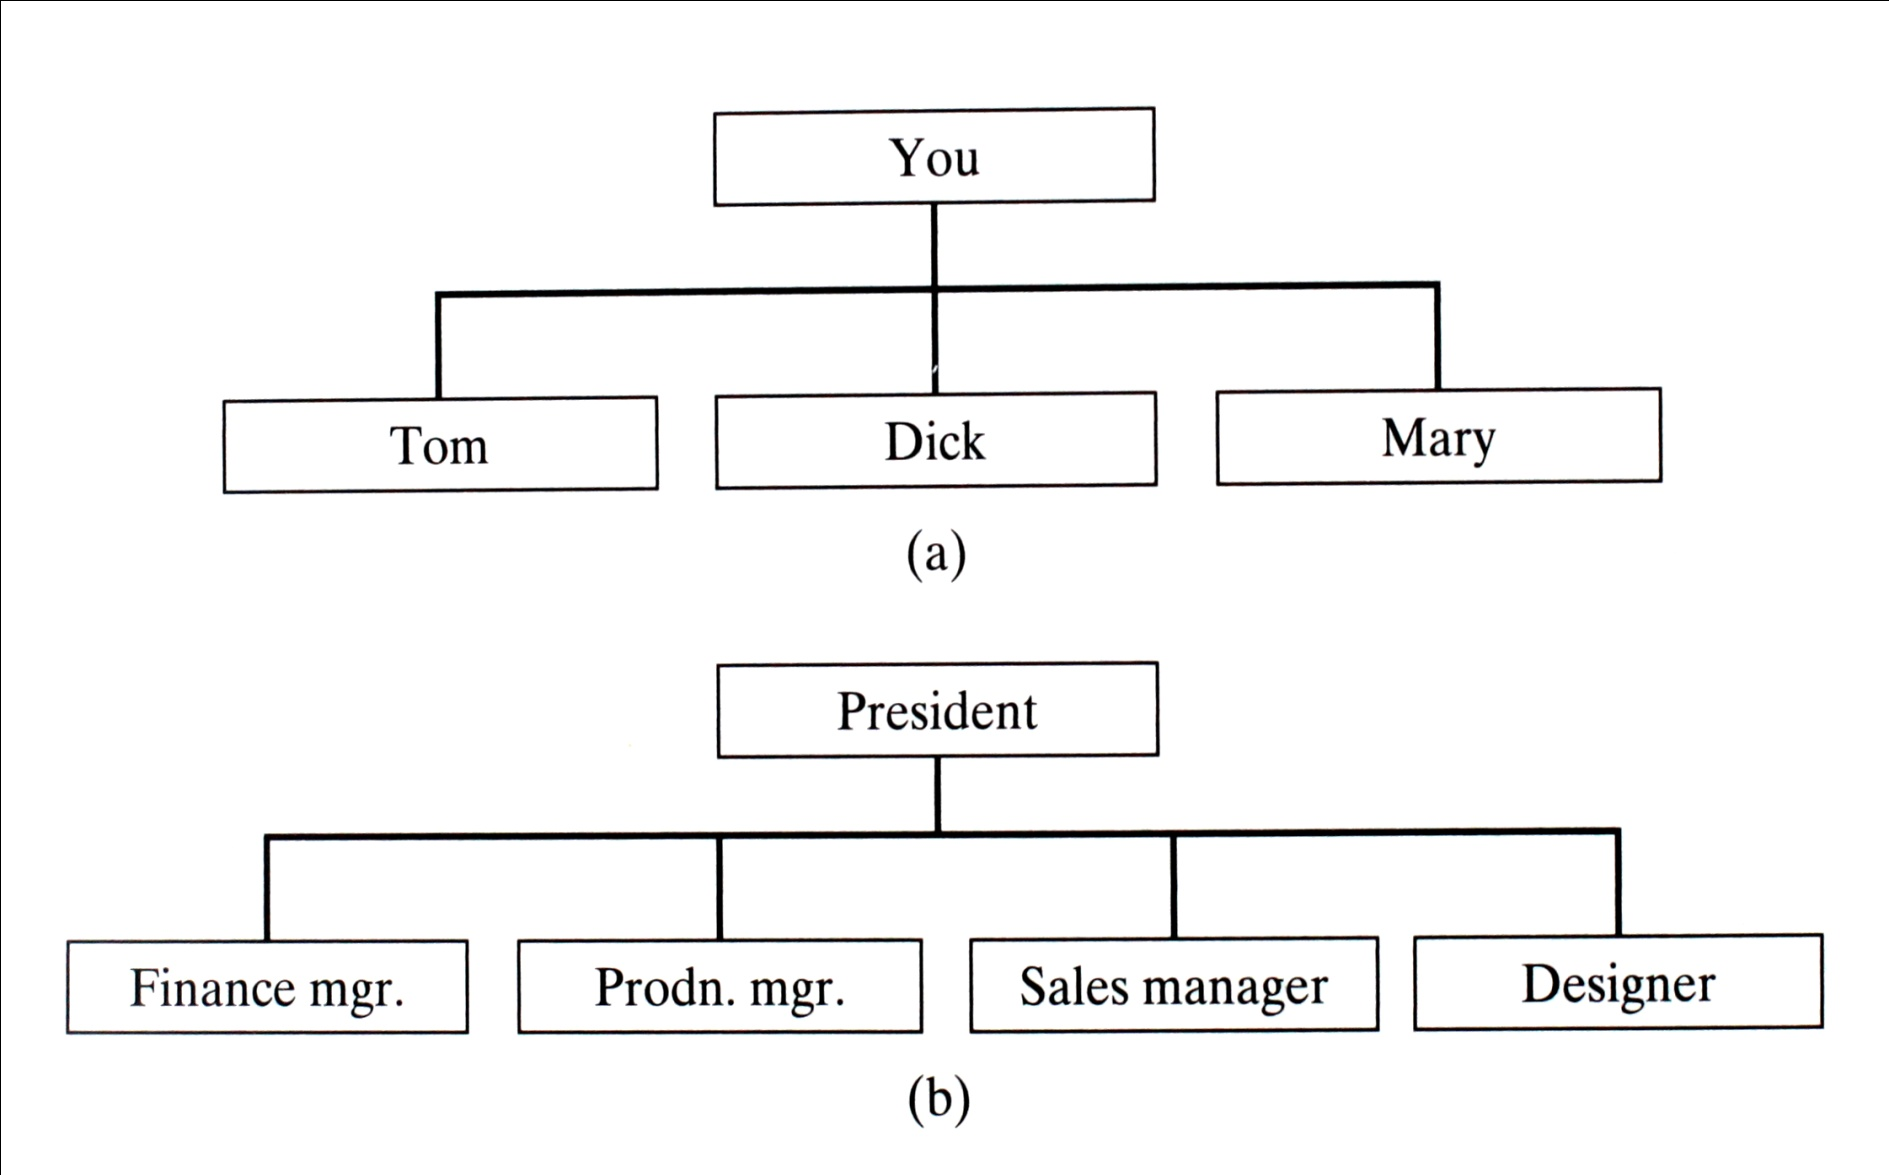 You
Tom
Dick
Mary
(a)
President
Finance mgr.
Prodn. mgr.
Sales manager
Designer
(b)